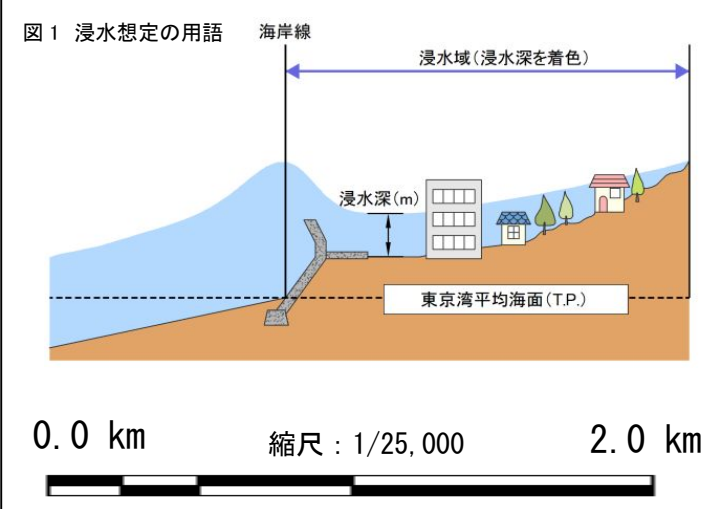 図1 浸水想定の用語
海岸線
浸水域(浸水深を着色)
浸水深(m)
東京湾平均海面(T.P.)
0.0 km
縮尺:1/25,000
2.0 km